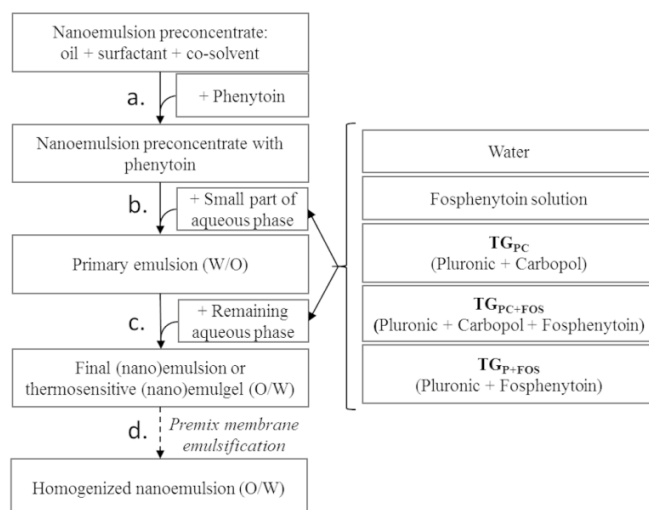 Nanoemulsion preconcentrate:
oil + surfactant + co-solvent
a.
+ Phenytoin
Nanoemulsion preconcentrate with
phenytoin
b.
+ Small part of
aqueous phase
Primary emulsion (W/O)
c.
+ Remaining
aqueous phase
Final (nano)emulsion or
thermosensitive (nano)emulgel (O/W)
d.
Premix membrane
emulsification
Homogenized nanoemulsion (O/W)
Water
Fosphenytoin solution
TGPC
(Pluronic + Carbopol)
TGPC+FOS
(Pluronic + Carbopol + Fosphenytoin)
TGP+FOS
(Pluronic + Fosphenytoin)